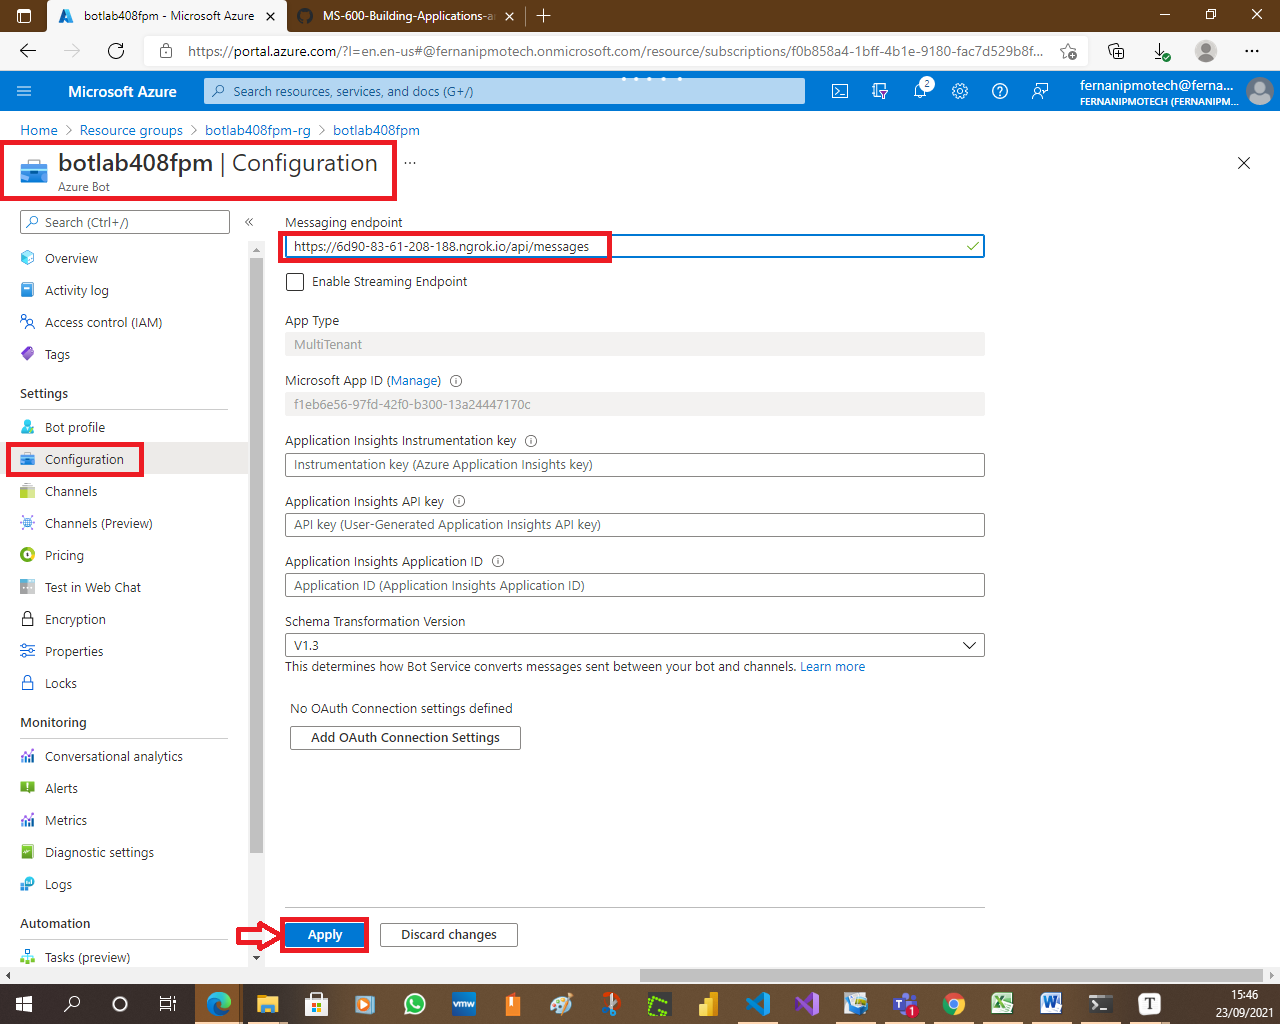 botlab408fpm - Microsoft Azure
MS-600-Building-Applications-a
https://portal.azure.com/?l=en.en-us#@fernanipmotech.onmicrosoft.com/resource/subscriptions/f0b858a4-1bff-4b1e-9180-fac7d529b8f...
Microsoft Azure
Search resources, services, and docs (G+/)
2
fernanipmotech@ferna...
FERNANIPMOTECH (FERNANIPM...
Home > Resource groups > botlab408fpm-rg > botlab408fpm
botlab408fpm | Configuration ...
Azure Bot
Search (Ctrl+/)
Overview
Activity log
Access control (IAM)
Tags
Settings
Bot profile
Configuration
Channels
Channels (Preview)
Pricing
Test in Web Chat
Encryption
Properties
Locks
Monitoring
Conversational analytics
Alerts
Metrics
Diagnostic settings
Logs
Automation
Tasks (preview)
Messaging endpoint
https://6d90-83-61-208-188.ngrok.io/api/messages
Enable Streaming Endpoint
App Type
MultiTenant
Microsoft App ID (Manage)
f1eb6e56-97fd-42f0-b300-13a24447170c
Application Insights Instrumentation key
Instrumentation key (Azure Application Insights key)
Application Insights API key
API key (User-Generated Application Insights API key)
Application Insights Application ID
Application ID (Application Insights Application ID)
Schema Transformation Version
V1.3
This determines how Bot Service converts messages sent between your bot and channels. Learn more
No OAuth Connection settings defined
Add OAuth Connection Settings
Apply
Discard changes
vmw
1
T
15:46
23/09/2021